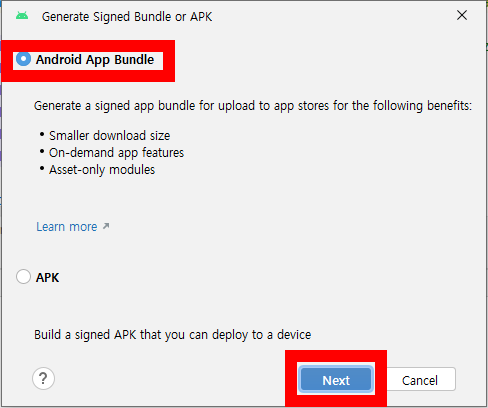 Generate Signed Bundle or APK
Android App Bundle
Generate a signed app bundle for upload to app stores for the following benefits:
• Smaller download size
• On-demand app features
• Asset-only modules
Learn more ↗
APK
Build a signed APK that you can deploy to a device
?
Next
Cancel